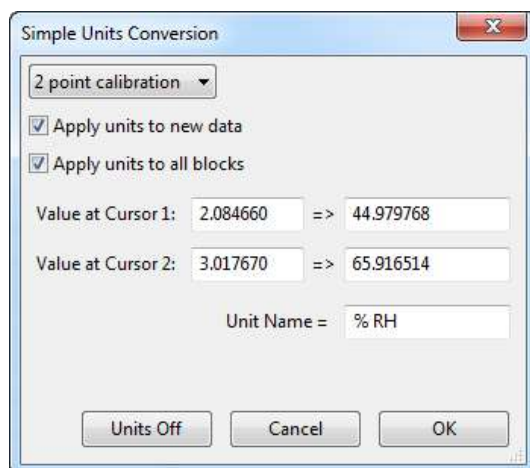 Simple Units Conversion
2 point calibration
Apply units to new data
Apply units to all blocks
Value at Cursor 1: 2.084660 => 44.979768
Value at Cursor 2: 3.017670 => 65.916514
Unit Name = % RH
Units Off Cancel OK